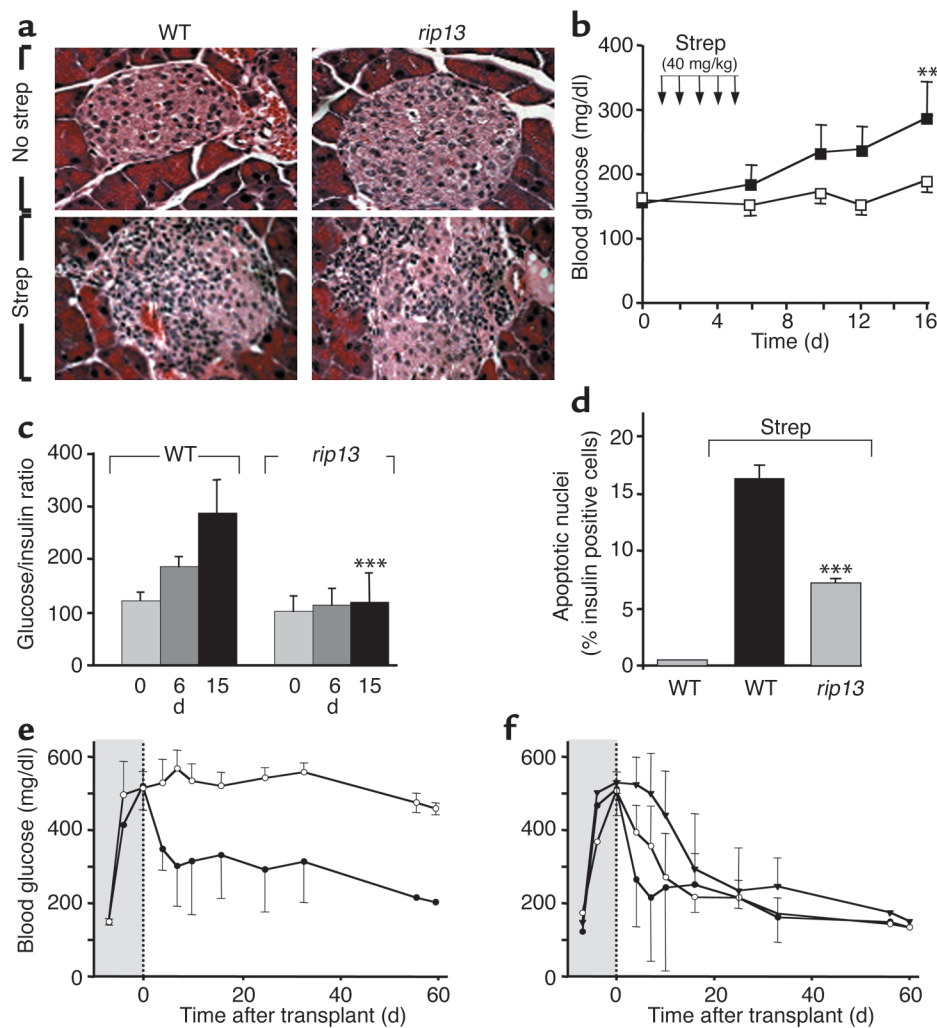 a
WT
rip13
No strep
Strep
b
Strep
(40 mg/kg)
**
Blood glucose (mg/dl)
400
300
200
100
0
0 4 8 12 16
Time (d)
c
WT
rip13
***
Glucose/insulin ratio
400
300
200
100
0
0 6 15 0 6 15
d d
d
Strep
***
Apoptotic nuclei
(% insulin positive cells)
20
15
10
5
0
WT WT rip13
e
Blood glucose (mg/dl)
600
400
200
0
0 20 40 60
Time after transplant (d)
f
600
400
200
0
0 20 40 60
Time after transplant (d)